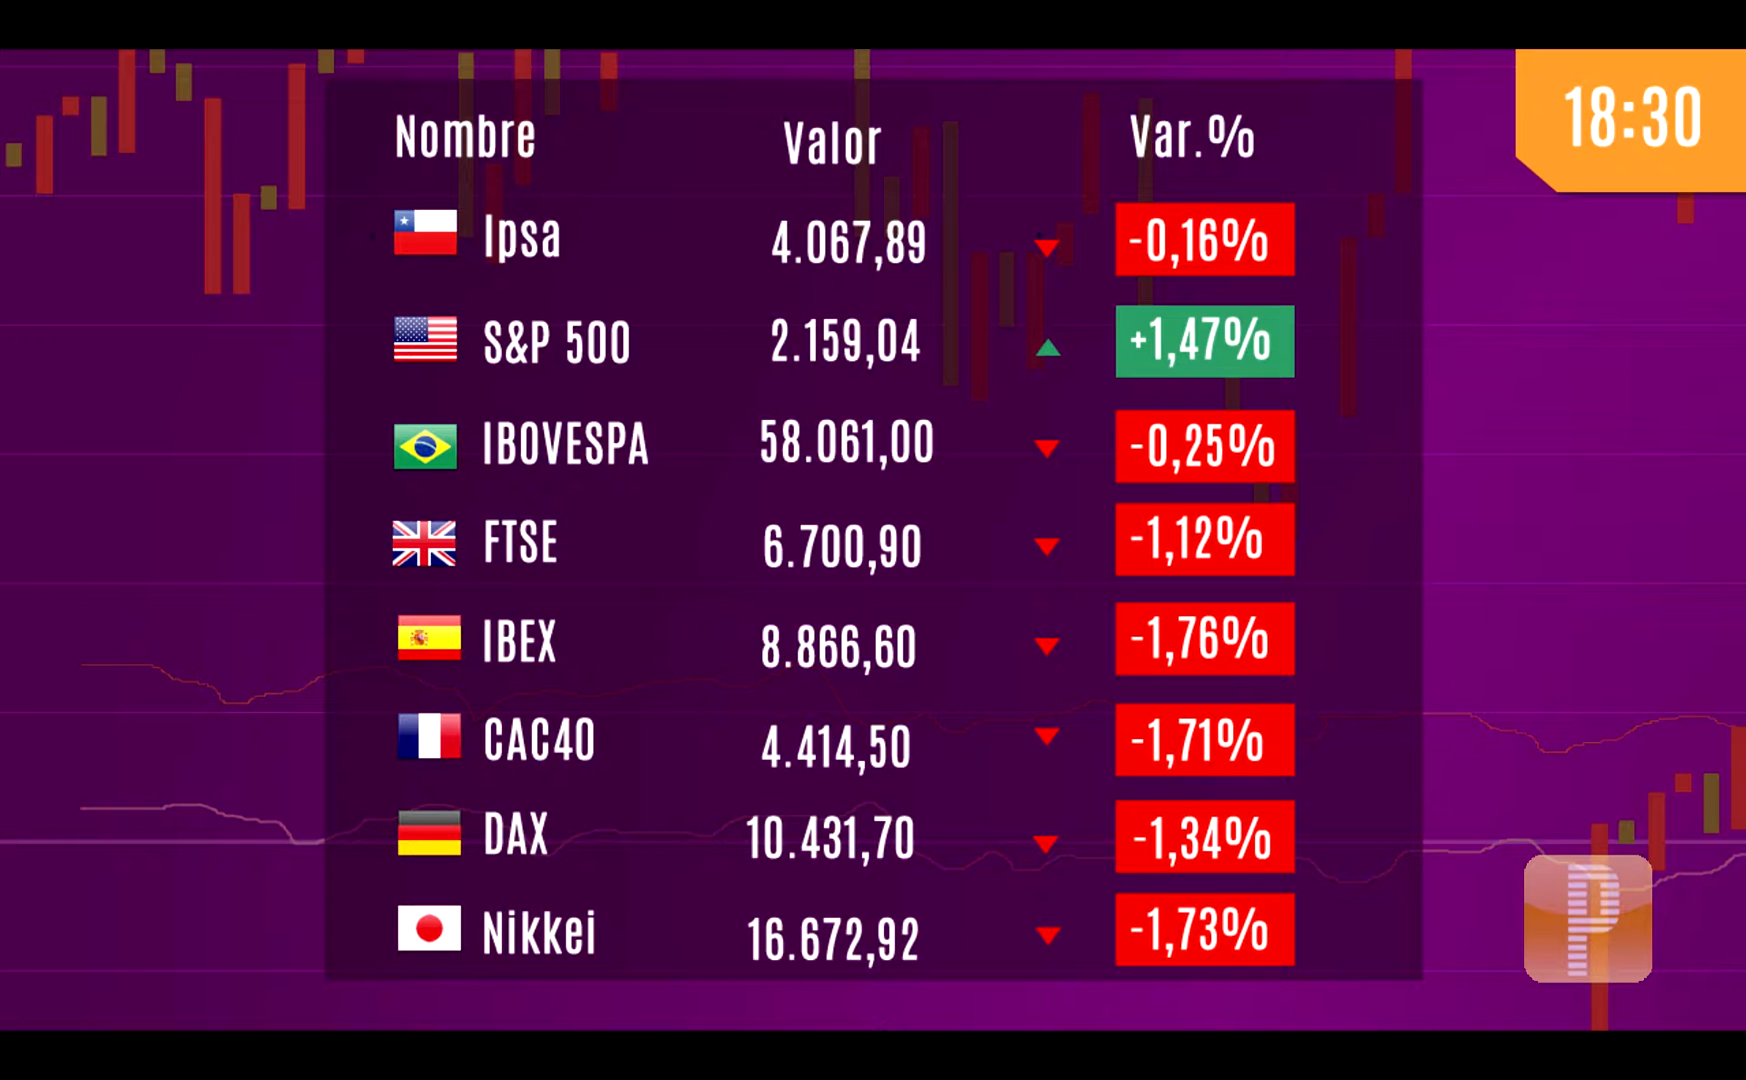 18:30
Nombre Valor Var.%
Ipsa 4.067,89 -0,16%
S&P 500 2.159,04 +1,47%
IBOVESPA 58.061,00 -0,25%
FTSE 6.700,90 -1,12%
IBEX 8.866,60 -1,76%
CAC40 4.414,50 -1,71%
DAX 10.431,70 -1,34%
Nikkei 16.672,92 -1,73%
P